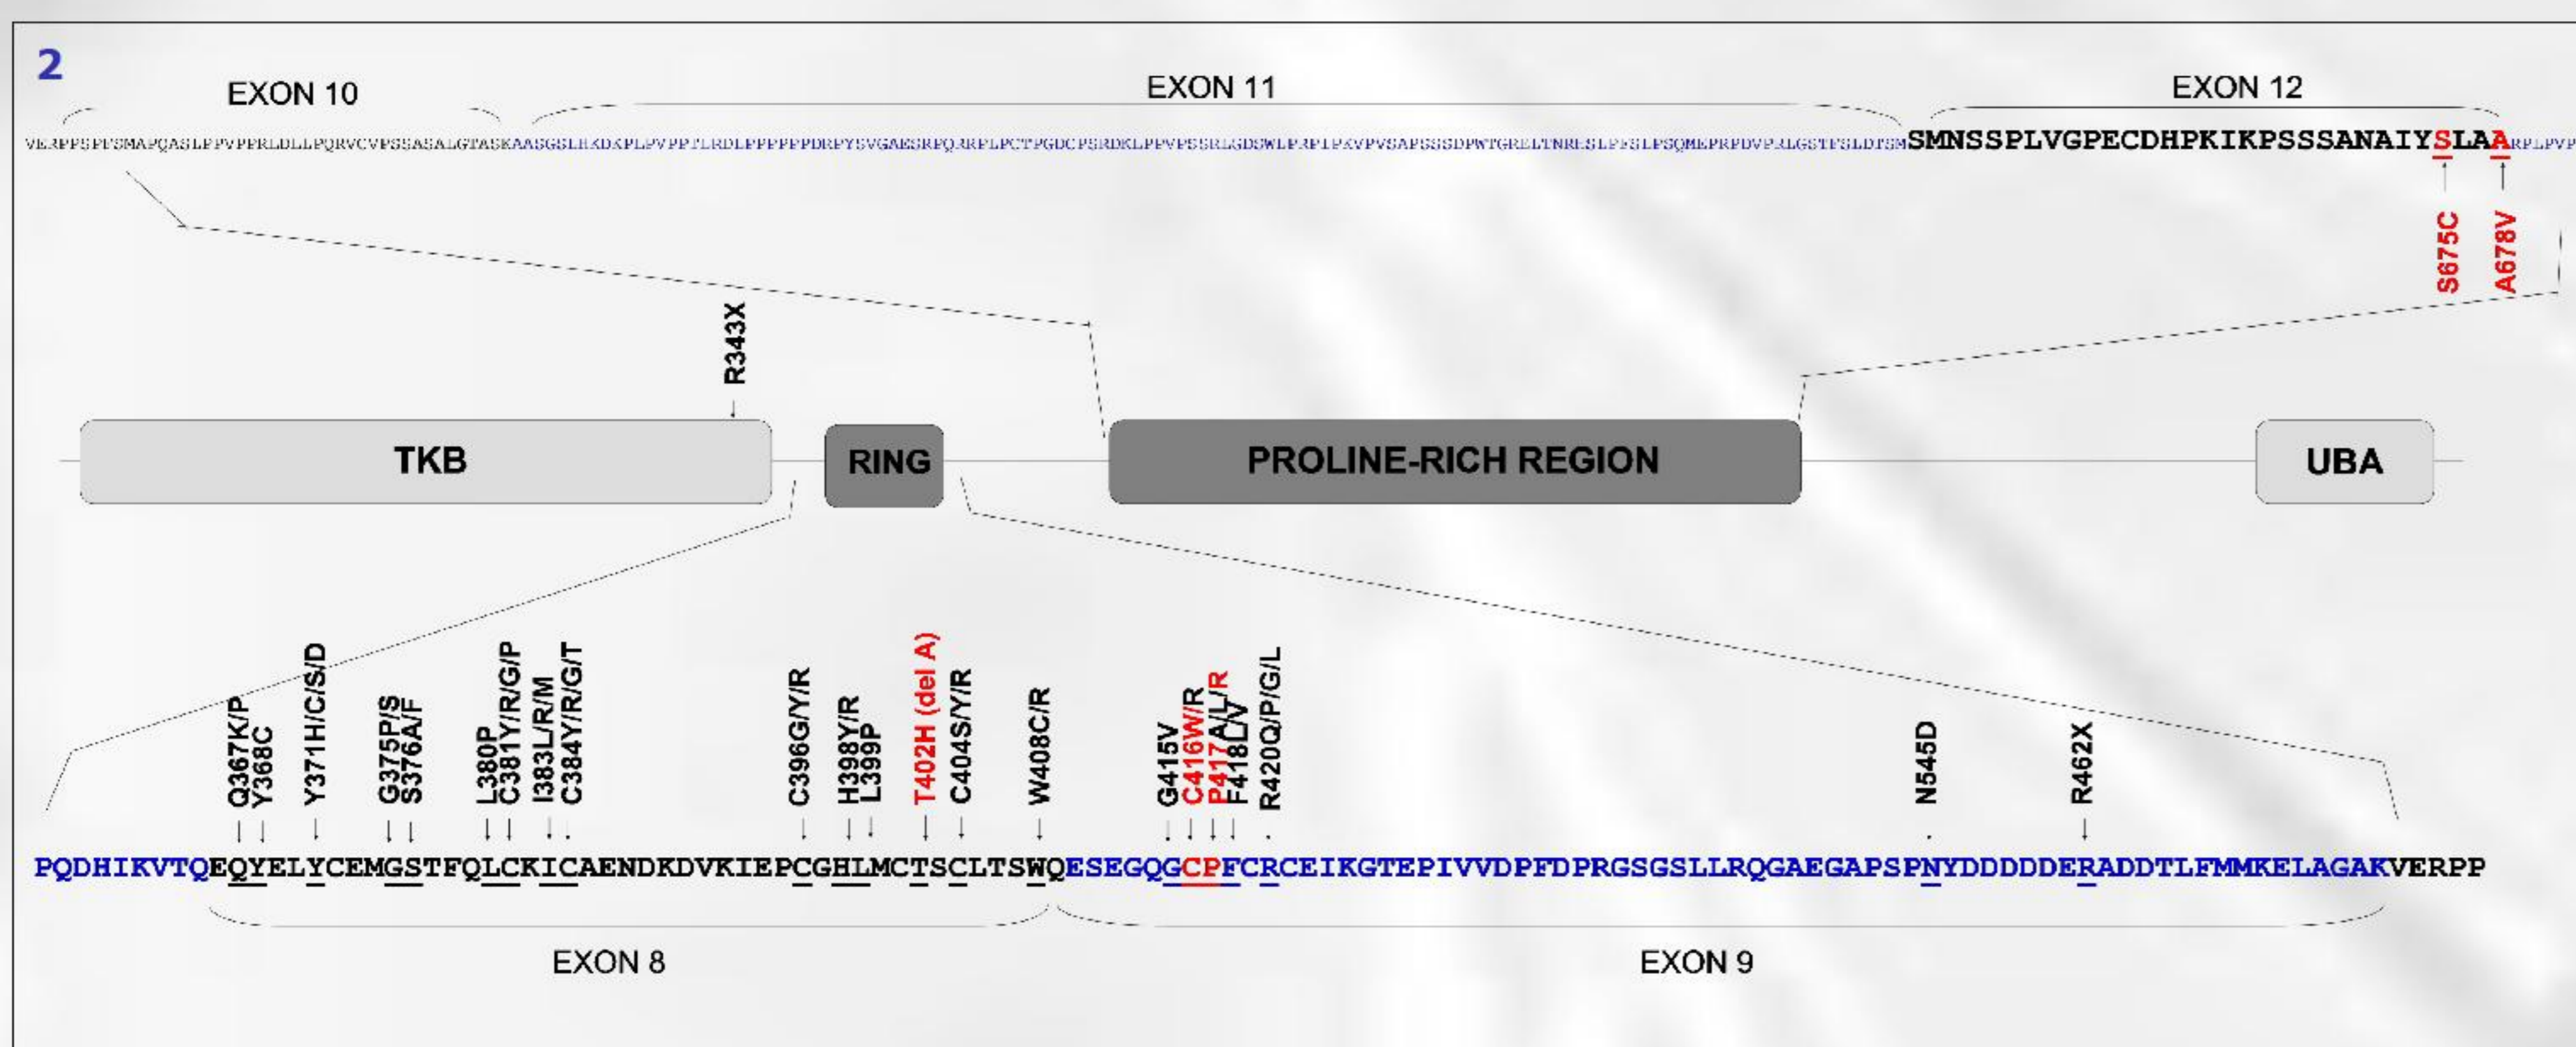 2
EXON 10
EXON 11
EXON 12
SMNSSPLVGPECDHPKIKPSSSANAIYSLAA
S675C
A678V
R343X
TKB
RING
PROLINE-RICH REGION
UBA
Q367K/P
Y368C
Y371H/C/S/D
G375P/S
S376A/F
L380P
C381Y/R/G/P
I383L/R/M
C384Y/R/G/T
C396G/Y/R
H398Y/R
L399P
T402H (del A)
C404S/Y/R
W408C/R
G415V
C416W/R
P417A/L/R
F418L/V
R420Q/P/G/L
N545D
R462X
PQDHIKVTQEQYELYCEMGSTFQLCKICAENDKDVKIEPCGHLMCTSCLTSWQESEGQGCPFCRCEIKGTEPIVVDPFDPRGSGSLLRQGAEGAPSPNYDDDDDERADDTLFMMKELAGAKVERPP
EXON 8
EXON 9